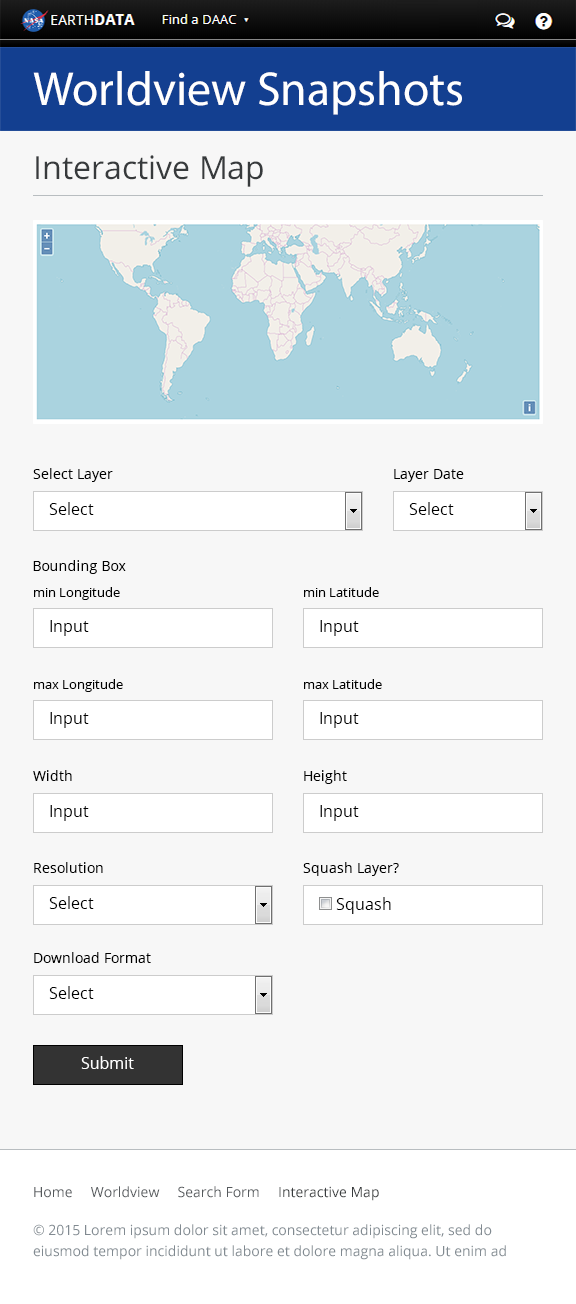 NASA EARTHDATA Find a DAAC ?
Worldview Snapshots
Interactive Map
+
−
i
Select Layer Layer Date
Select Select
Bounding Box
min Longitude min Latitude
Input Input
max Longitude max Latitude
Input Input
Width Height
Input Input
Resolution Squash Layer?
Select Squash
Download Format
Select
Submit
Home Worldview Search Form Interactive Map
© 2015 Lorem ipsum dolor sit amet, consectetur adipiscing elit, sed do
eiusmod tempor incididunt ut labore et dolore magna aliqua. Ut enim ad